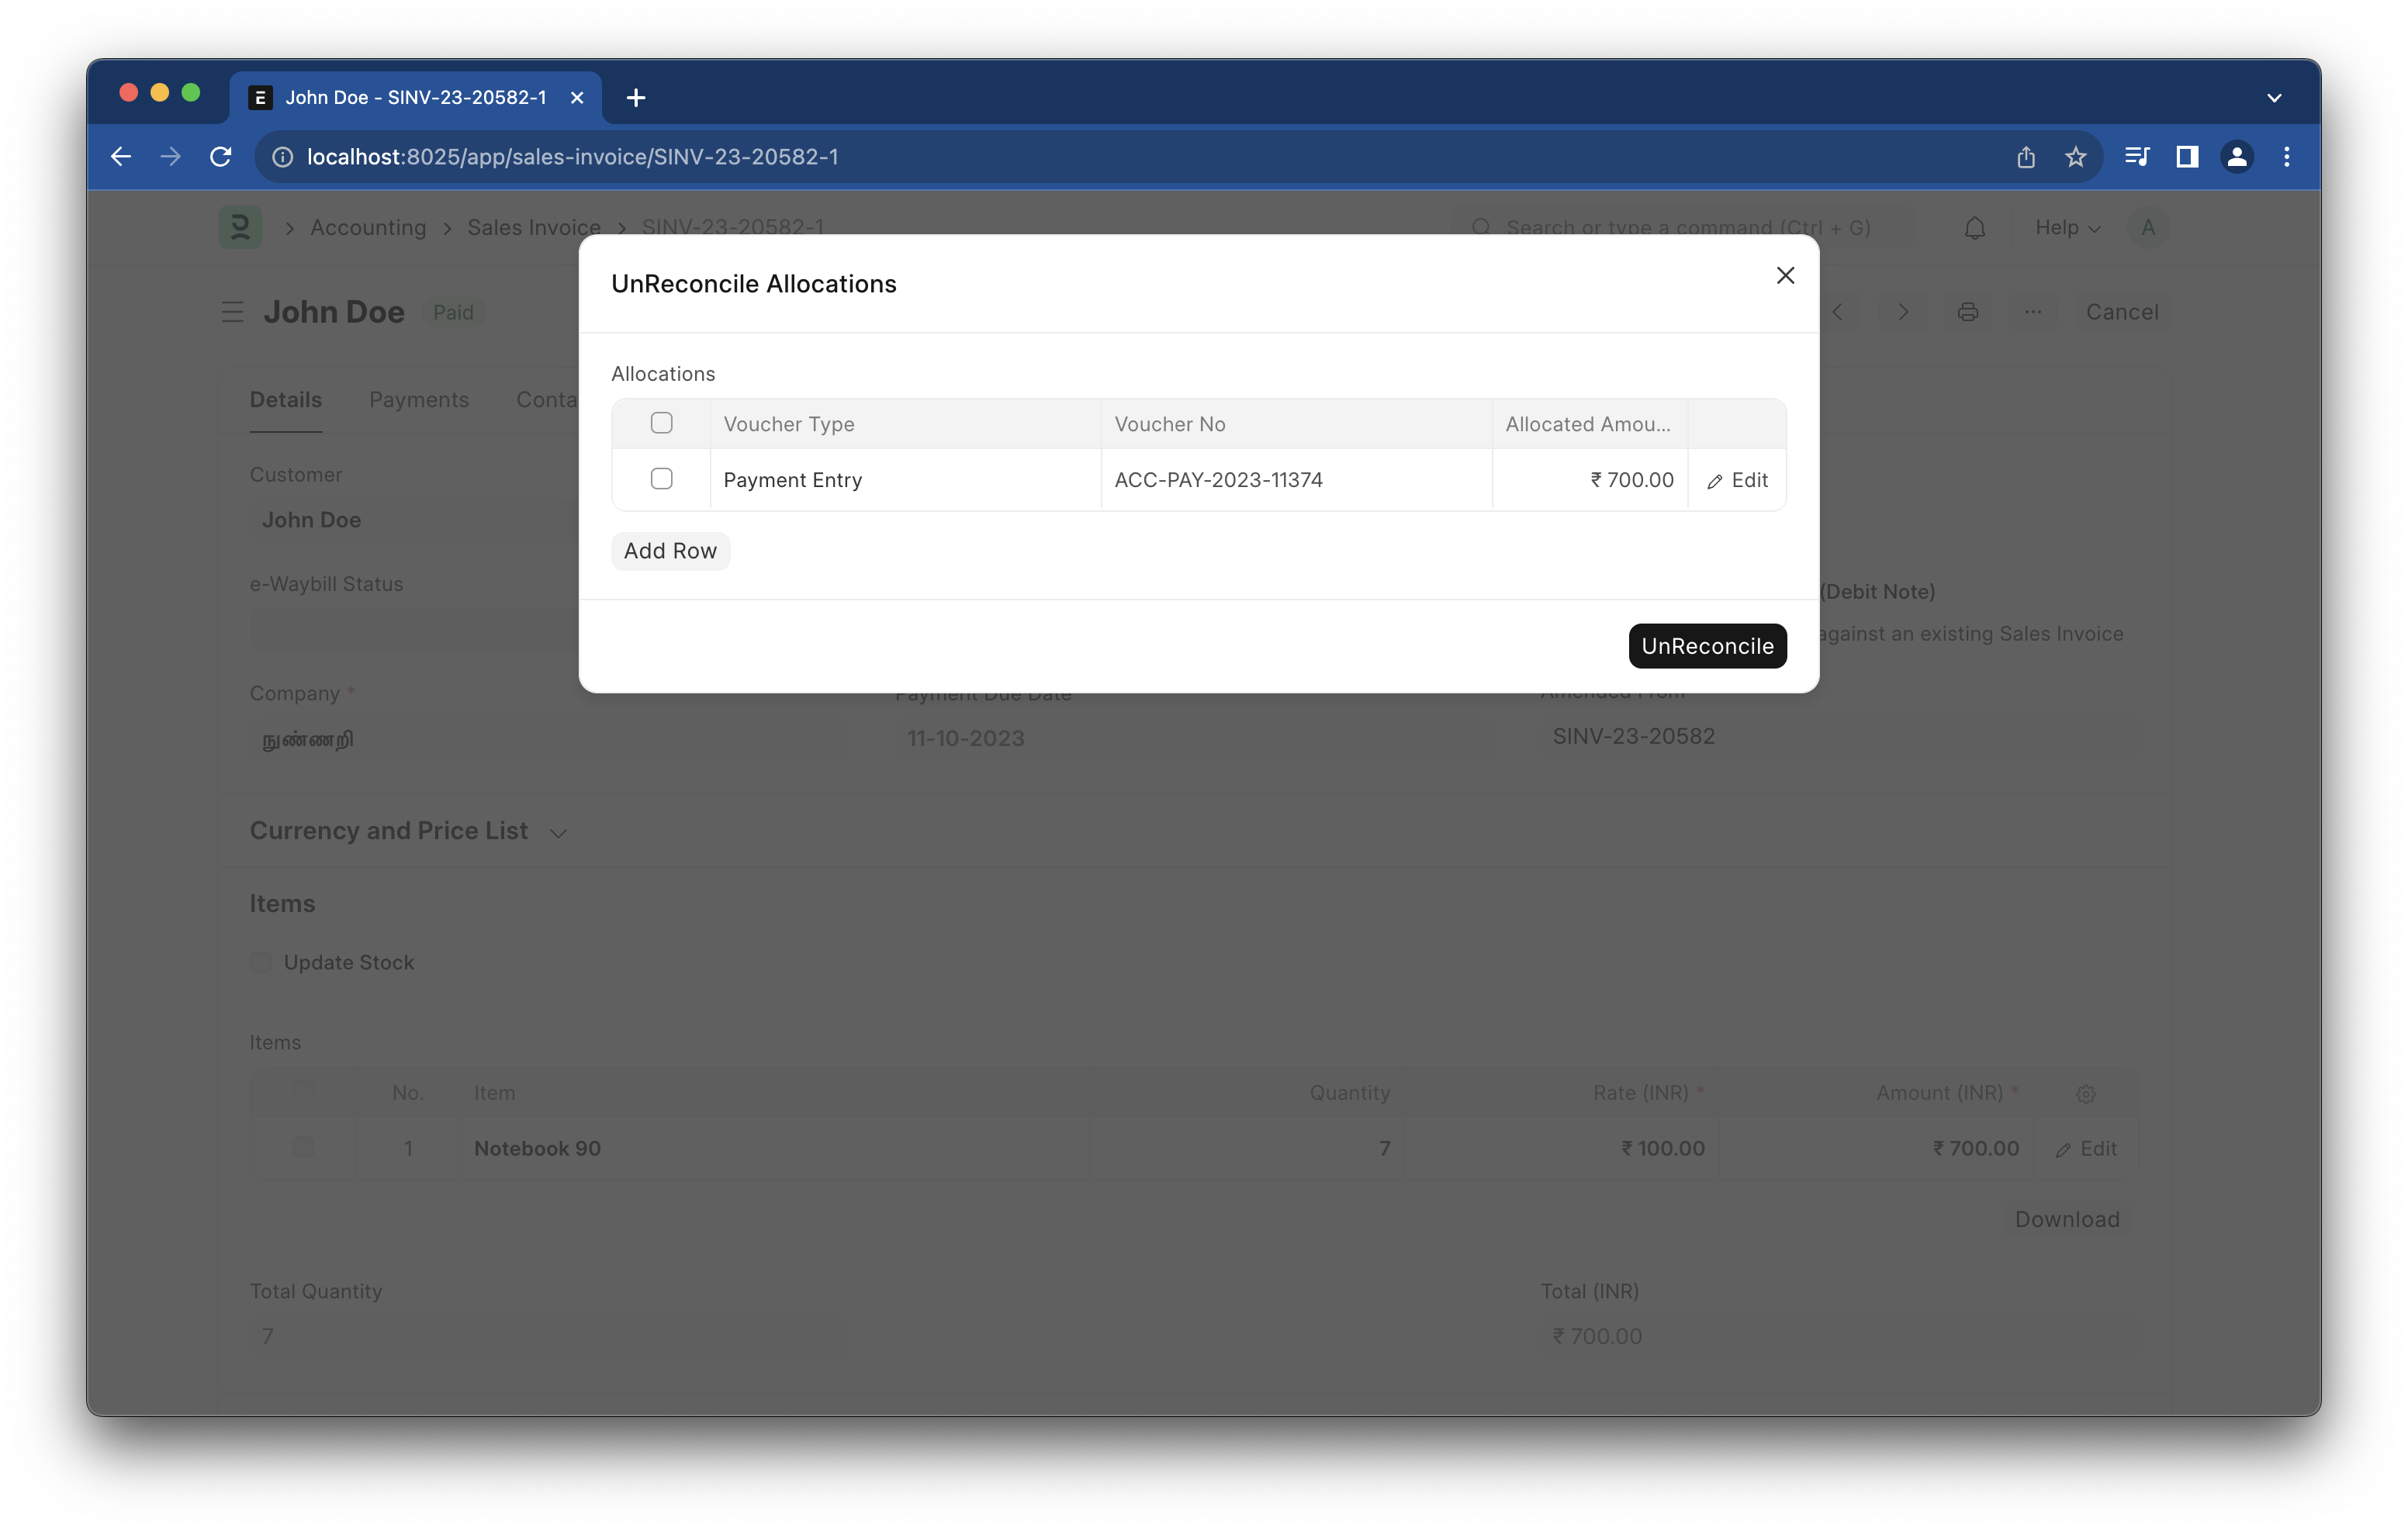 John Doe - SINV-23-20582-1
localhost:8025/app/sales-invoice/SINV-23-20582-1
Accounting Sales Invoice SINV-23-20582-1 Search or type a command (Ctrl + G) Help A
John Doe Paid Cancel
UnReconcile Allocations
Allocations
Voucher Type Voucher No Allocated Amou...
Payment Entry ACC-PAY-2023-11374 ₹ 700.00 Edit
Add Row
UnReconcile
Details Payments Conta
Customer
John Doe
e-Waybill Status
(Debit Note)
against an existing Sales Invoice
Company * Payment Due Date Amended From
நுண்ணறி 11-10-2023 SINV-23-20582
Currency and Price List
Items
Update Stock
Items
No. Item Quantity Rate (INR) * Amount (INR) *
1 Notebook 90 7 ₹ 100.00 ₹ 700.00 Edit
Download
Total Quantity Total (INR)
7 ₹ 700.00